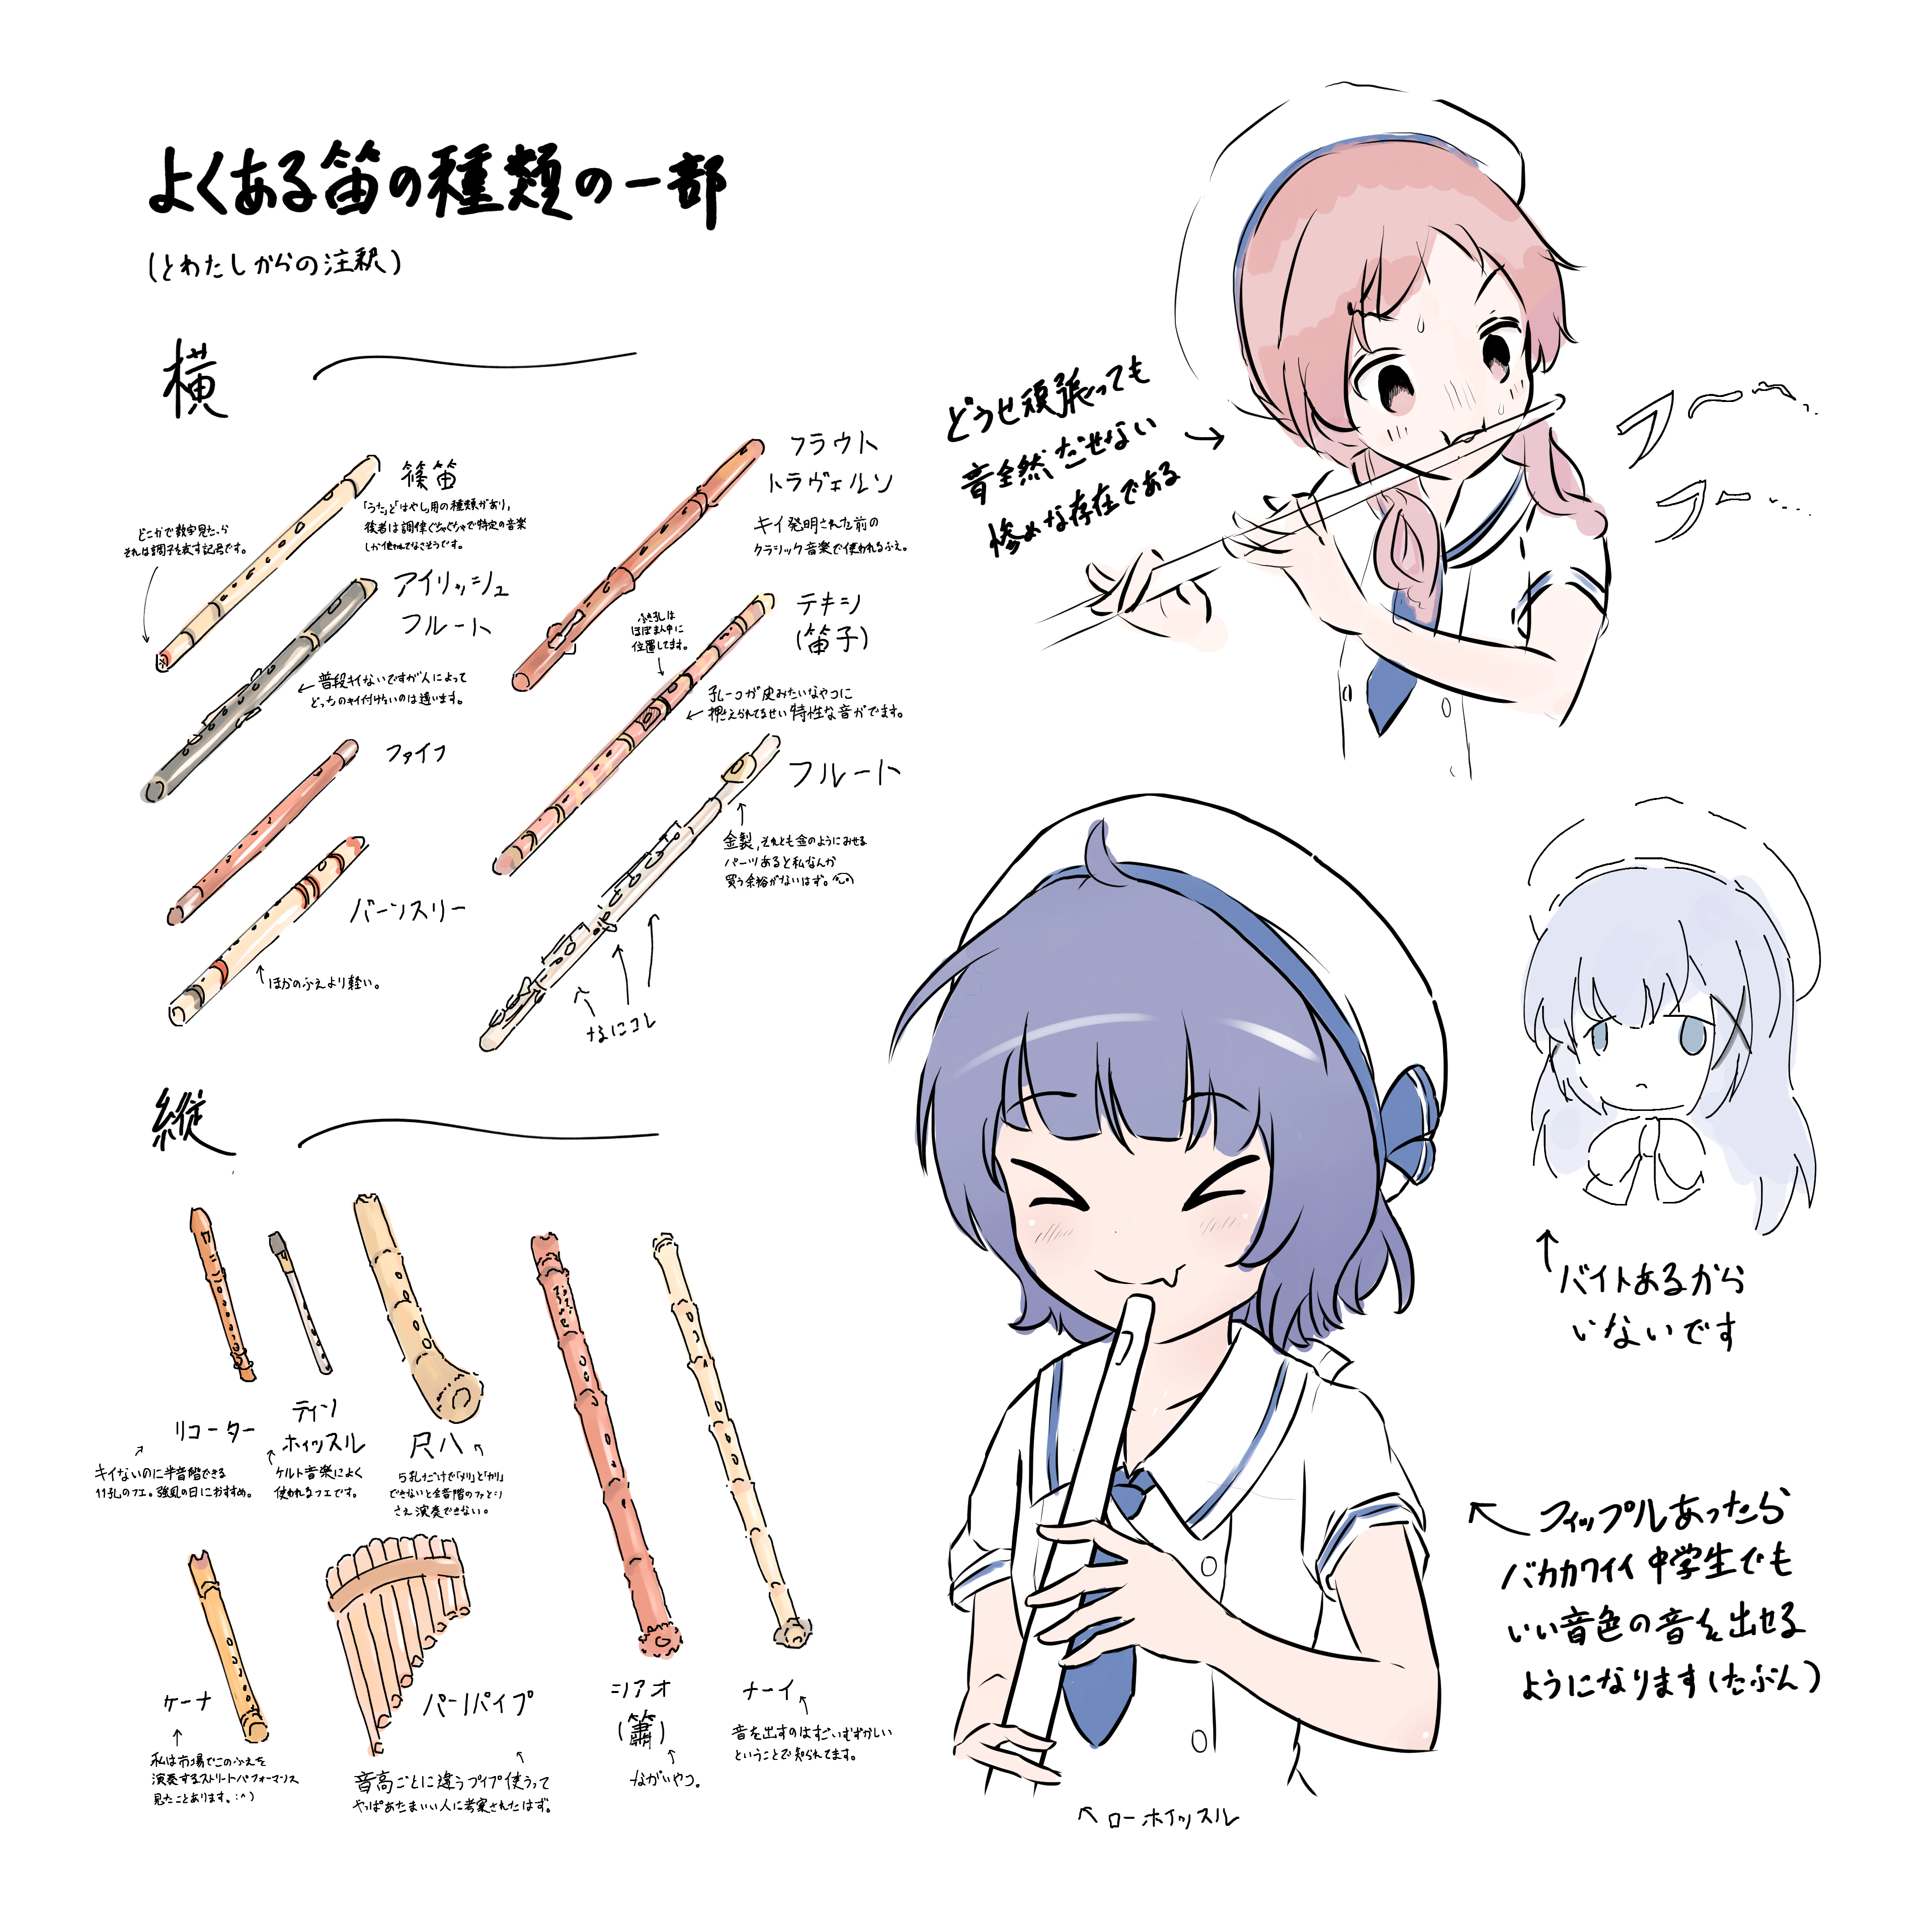 よくある笛の種類の一部
(とわたしからの注釈)
横
篠笛
「うた」と「はやし」用の種類があり,
後者は調律ぐちゃぐちゃで特定の音楽
しか使われてなさそうです。
どこかで数字見たら
それは調子を表す記号です。
アイリッシュ
フルート
普段キイないですが人によって
どっちのキイ付けたいのは違います。
ファイフ
バーンスリー
ほかのふえより軽い。
フラウト
トラヴェルソ
キイ発明された前の
クラシック音楽で使われるふえ。
テキシ
(笛子)
ふき孔は
ほぼまん中に
位置してます。
孔一コが皮みたいなやコに
押さえられてるせい特性な音がでます。
フルート
金製,それとも金のようにみせる
パーツあると私なんか
買う余裕がないはず。
なにコレ
縦
リコーター
キイないのに半音階できる
11孔のフエ。強風の日におすすめ。
ティン
ホイッスル
ケルト音楽によく
使われるフエです。
尺八
5孔だけで「メリ」と「カリ」
できないと全音階のファとシ
さえ演奏できない。
ケーナ
私は市場でこのふえを
演奏するストリートパフォーマンス
見たことあります。:^)
パーンパイプ
音高ごとに違うプイプ使うって
やっぱあたまいい人に考案されたはず。
シアオ
(簫)
ながいやつ。
ナーイ
音を出すのはすごいむずかしい
ということで知られてます。
どうせ頑張っても
音全然だせない
惨めな存在である
フー〜
フー…
バイトあるから
いないです
フィップルあったら
バカカワイイ中学生でも
いい音色の音を出せる
ようになります(たぶん)
ローホイッスル